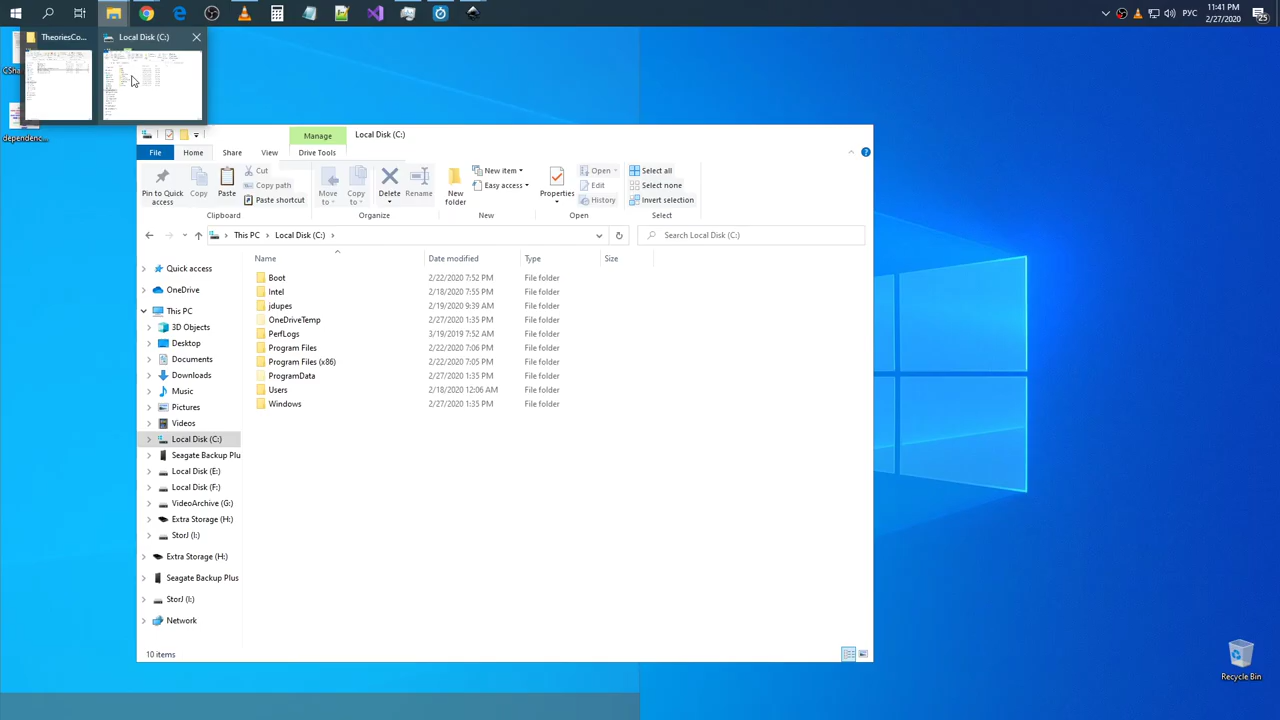 11:41 PM
РУС
2/27/2020
25
TheoriesCo...
Local Disk (C:)
dependenc...
Manage
Local Disk (C:)
File
Home
Share
View
Drive Tools
Pin to Quick access
Copy
Paste
Cut
Copy path
Paste shortcut
Clipboard
Move to
Copy to
Delete
Rename
Organize
New folder
New item
Easy access
New
Properties
Open
Edit
History
Open
Select all
Select none
Invert selection
Select
This PC
Local Disk (C:)
Search Local Disk (C:)
Name
Date modified
Type
Size
Boot 2/22/2020 7:52 PM File folder
Intel 2/18/2020 7:55 PM File folder
jdupes 2/19/2020 9:39 AM File folder
OneDriveTemp 2/27/2020 1:35 PM File folder
PerfLogs 3/19/2019 7:52 AM File folder
Program Files 2/22/2020 7:06 PM File folder
Program Files (x86) 2/22/2020 7:05 PM File folder
ProgramData 2/27/2020 1:35 PM File folder
Users 2/18/2020 12:06 AM File folder
Windows 2/27/2020 1:35 PM File folder
Quick access
OneDrive
This PC
3D Objects
Desktop
Documents
Downloads
Music
Pictures
Videos
Local Disk (C:)
Seagate Backup Plu
Local Disk (E:)
Local Disk (F:)
VideoArchive (G:)
Extra Storage (H:)
StorJ (I:)
Extra Storage (H:)
Seagate Backup Plus
StorJ (I:)
Network
10 items
Recycle Bin